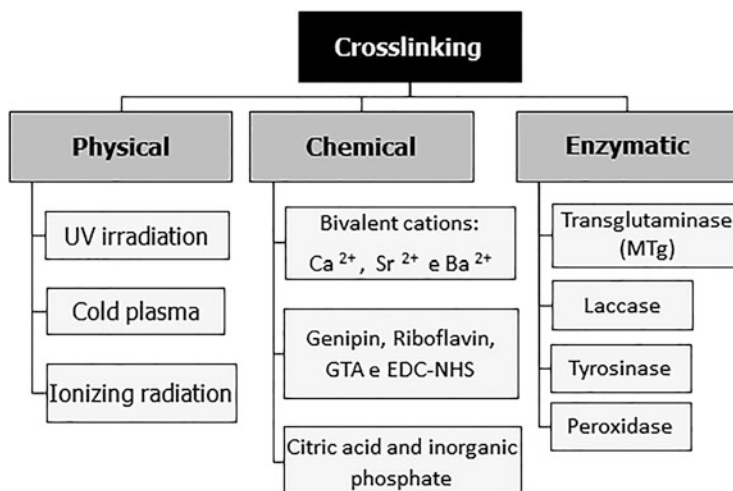 Crosslinking
Physical
UV irradiation
Cold plasma
Ionizing radiation
Chemical
Bivalent cations:
Ca ²⁺, Sr ²⁺ e Ba ²⁺
Genipin, Riboflavin,
GTA e EDC-NHS
Citric acid and inorganic
phosphate
Enzymatic
Transglutaminase
(MTg)
Laccase
Tyrosinase
Peroxidase